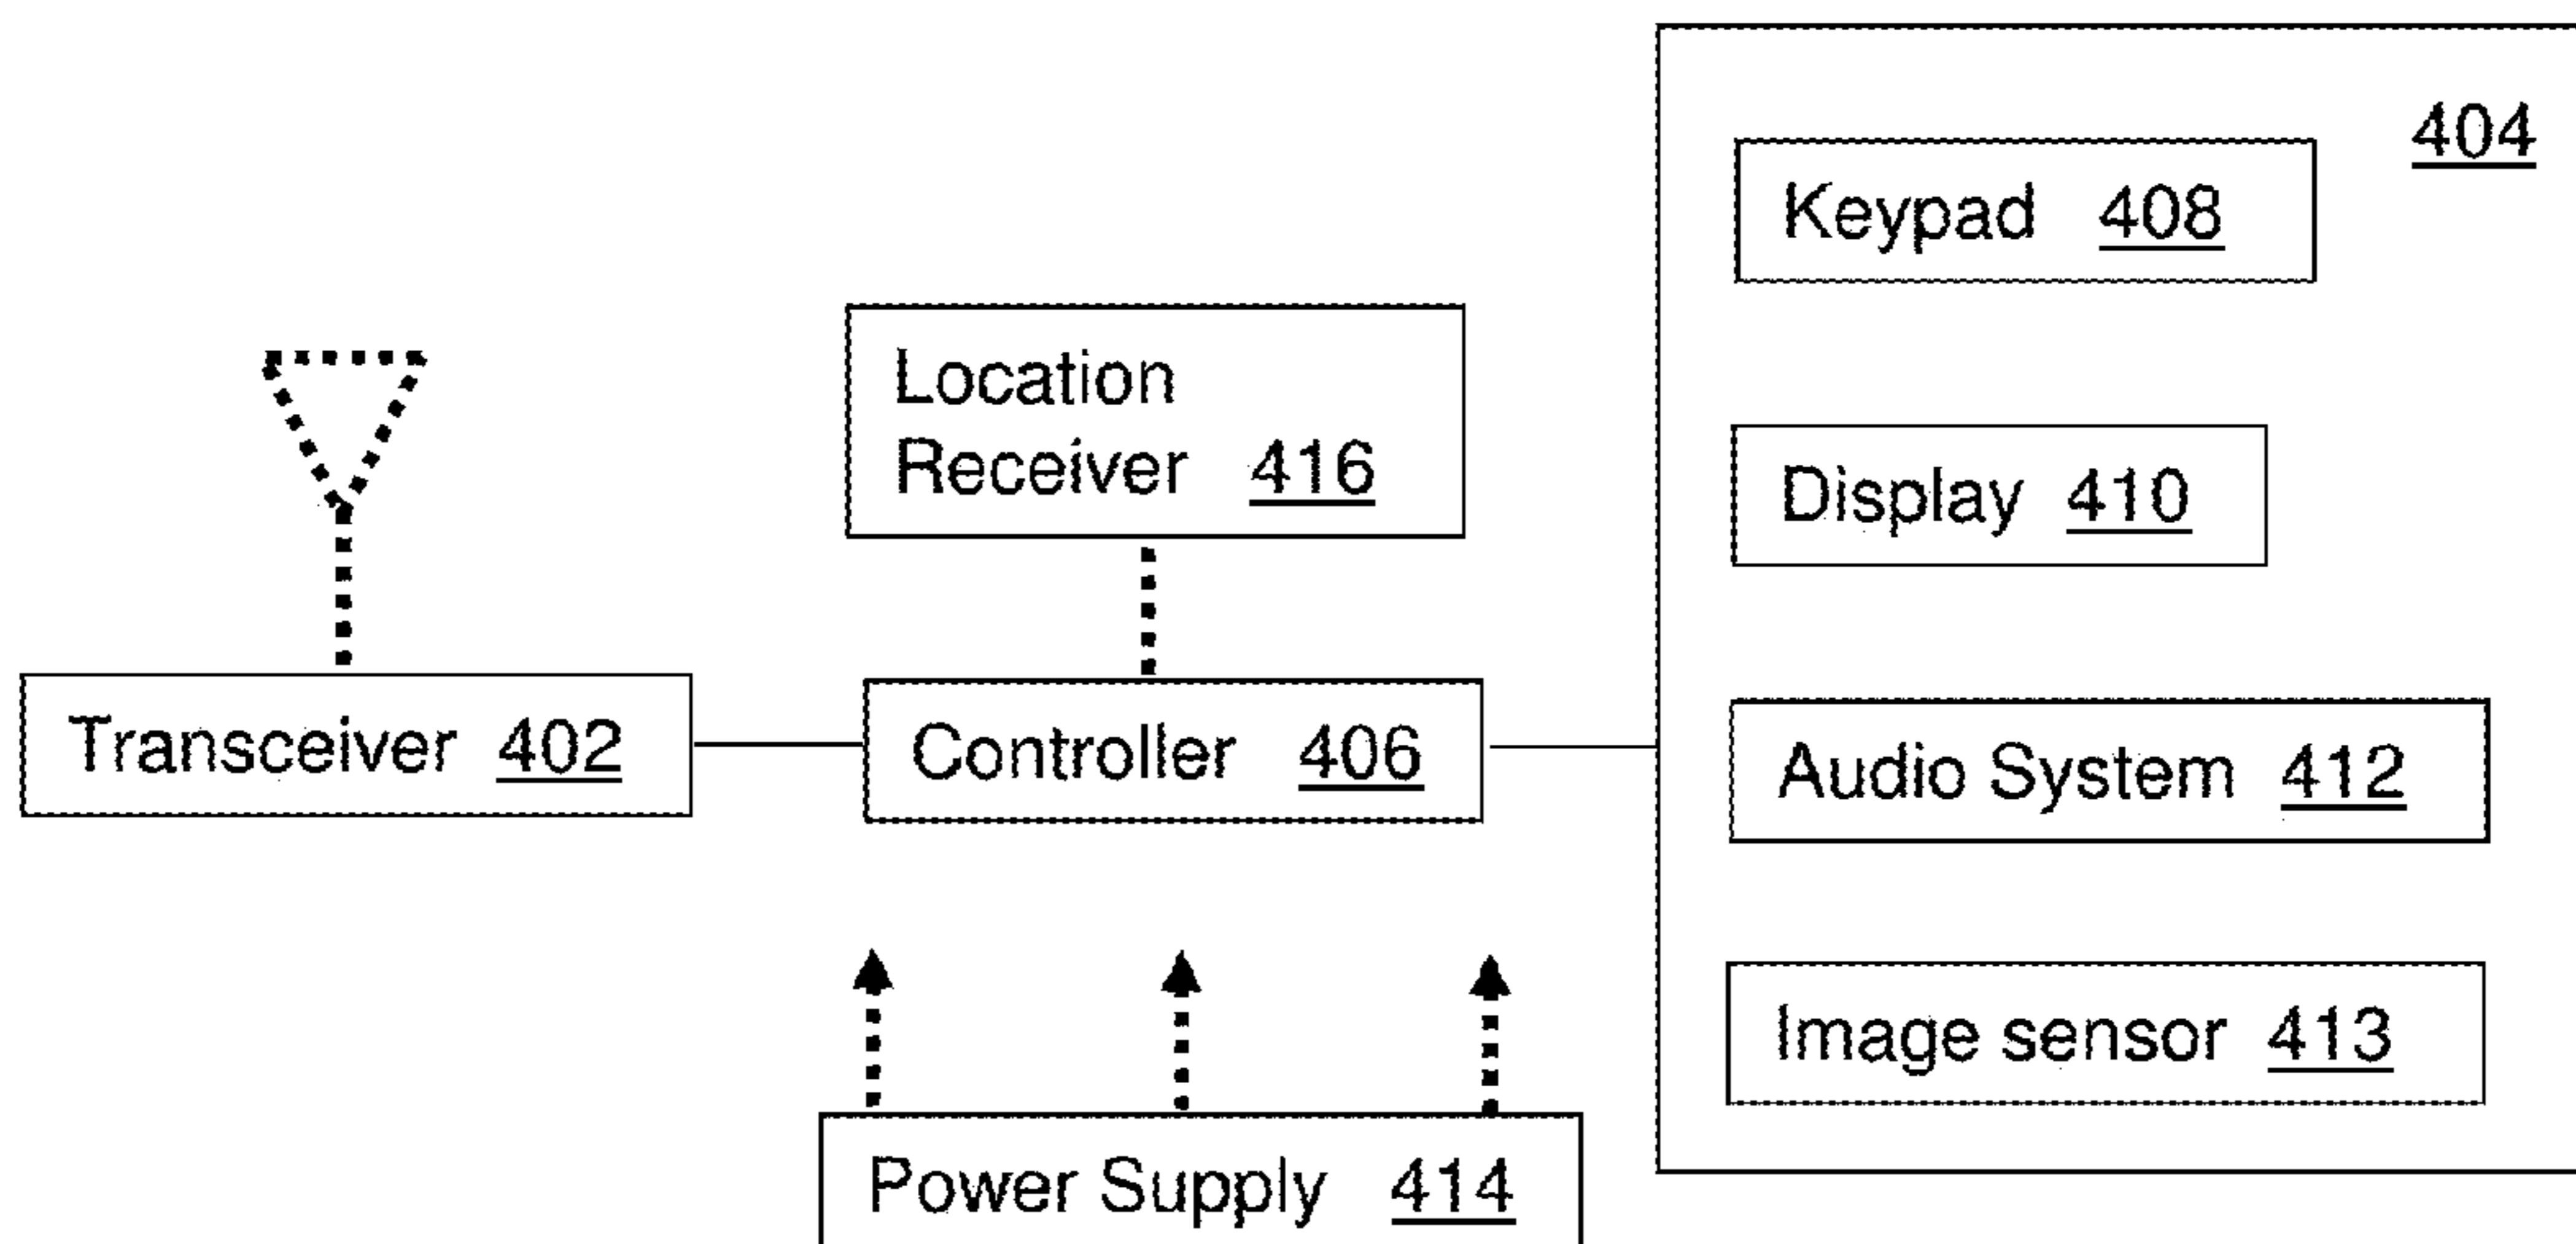 404
Keypad 408
Location
Receiver 416
Display 410
Transceiver 402
Controller 406
Audio System 412
Image sensor 413
Power Supply 414